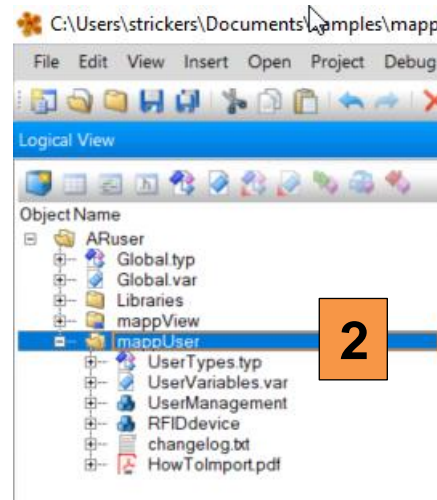 C:\Users\strickers\Documents\Samples\mapp
File Edit View Insert Open Project Debug
Logical View
Object Name
ARuser
Global.typ
Global.var
Libraries
mappView
mappUser
2
UserTypes.typ
UserVariables.var
UserManagement
RFIDdevice
changelog.txt
HowToImport.pdf